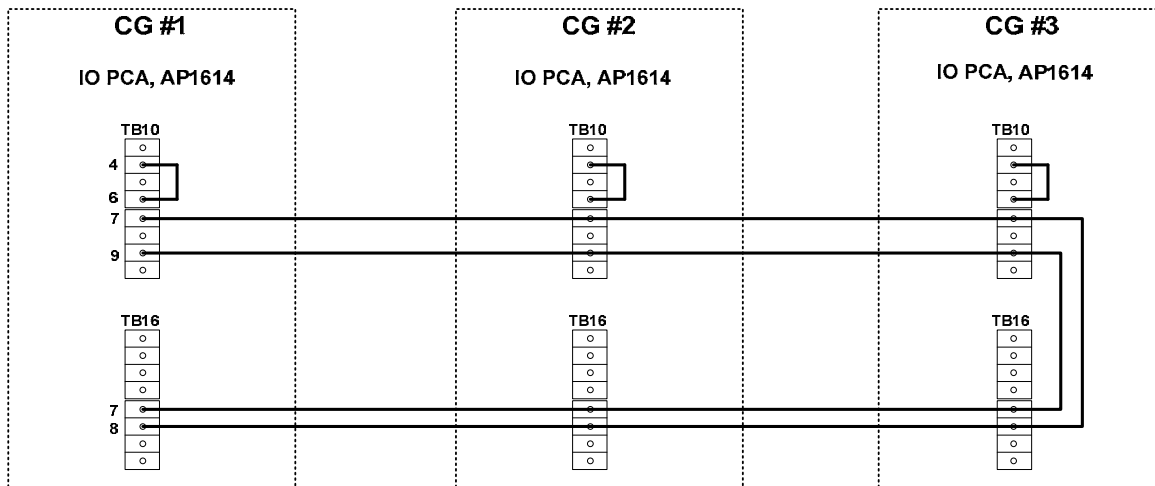 CG #1
CG #2
CG #3
IO PCA, AP1614
IO PCA, AP1614
IO PCA, AP1614
TB10
TB10
TB10
4
6
7
9
TB16
TB16
TB16
7
8